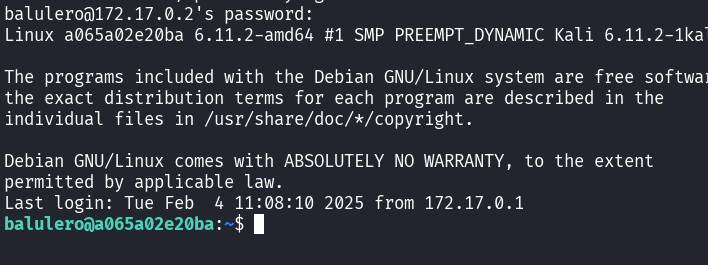 balulero@172.17.0.2's password:
Linux a065a02e20ba 6.11.2-amd64 #1 SMP PREEMPT_DYNAMIC Kali 6.11.2-1kal
The programs included with the Debian GNU/Linux system are free softwar
the exact distribution terms for each program are described in the
individual files in /usr/share/doc/*/copyright.
Debian GNU/Linux comes with ABSOLUTELY NO WARRANTY, to the extent
permitted by applicable law.
Last login: Tue Feb  4 11:08:10 2025 from 172.17.0.1
balulero@a065a02e20ba:~$